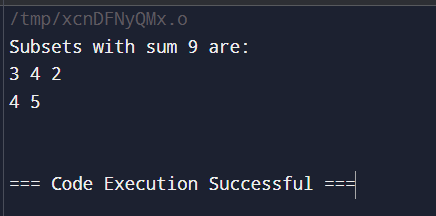 /tmp/xcnDFNyQMx.o
Subsets with sum 9 are:
3 4 2
4 5
=== Code Execution Successful ===